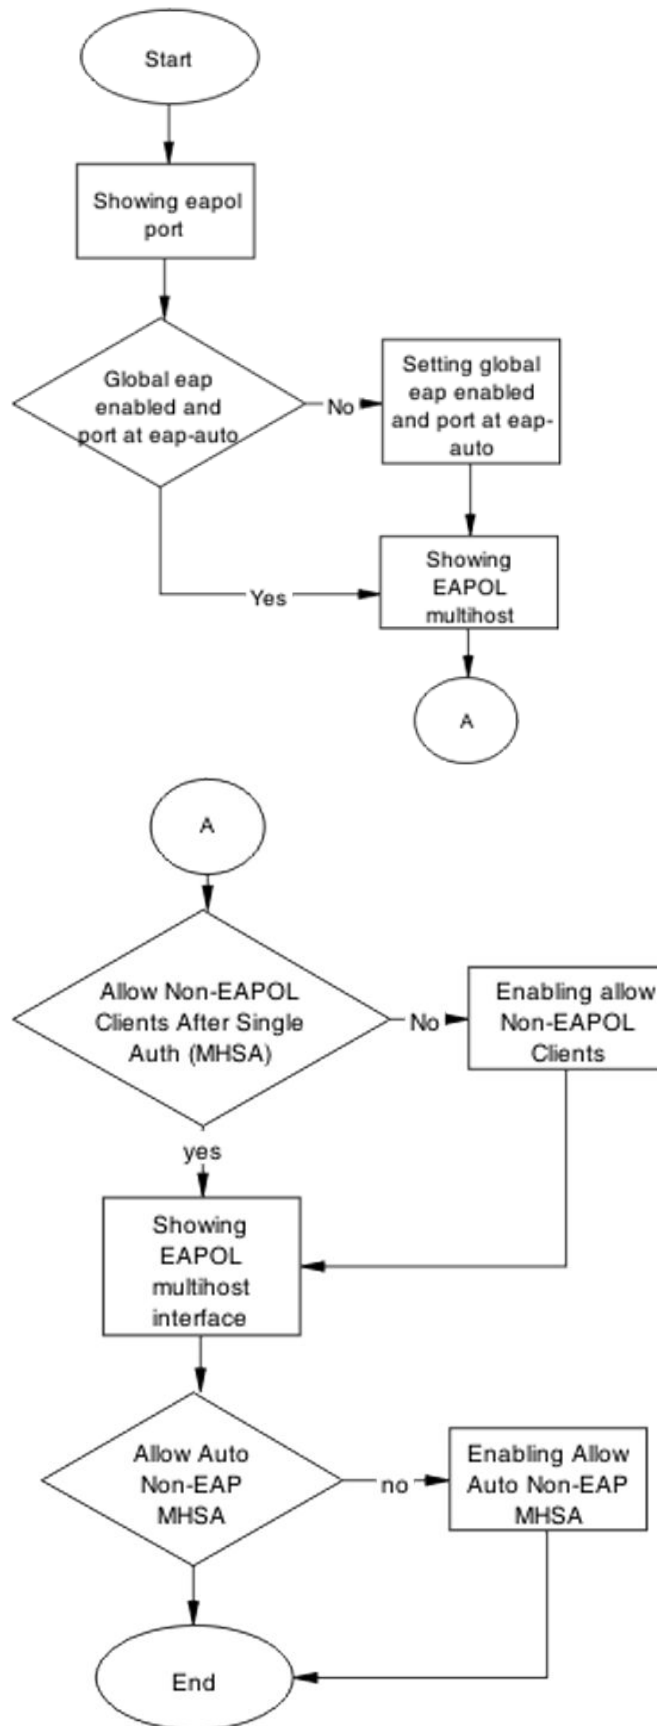 Start
Showing eapol
port
Global eap
enabled and
port at eap-auto
No
Setting global
eap enabled
and port at eap-
auto
Yes
Showing
EAPOL
multihost
A
A
Allow Non-EAPOL
Clients After Single
Auth (MHSA)
No
Enabling allow
Non-EAPOL
Clients
yes
Showing
EAPOL
multihost
interface
Allow Auto
Non-EAP
MHSA
no
Enabling Allow
Auto Non-EAP
MHSA
End